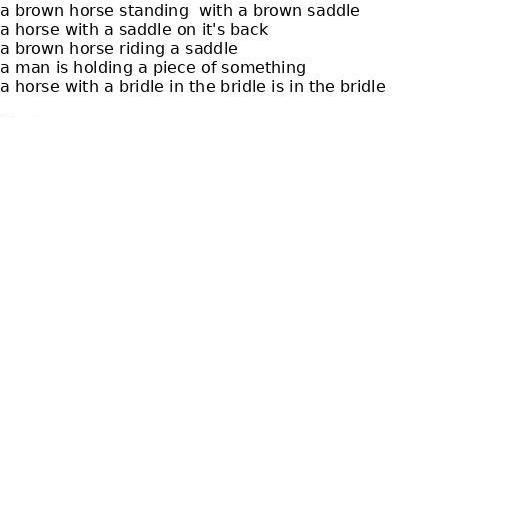 a brown horse standing  with a brown saddle
a horse with a saddle on it's back
a brown horse riding a saddle
a man is holding a piece of something
a horse with a bridle in the bridle is in the bridle